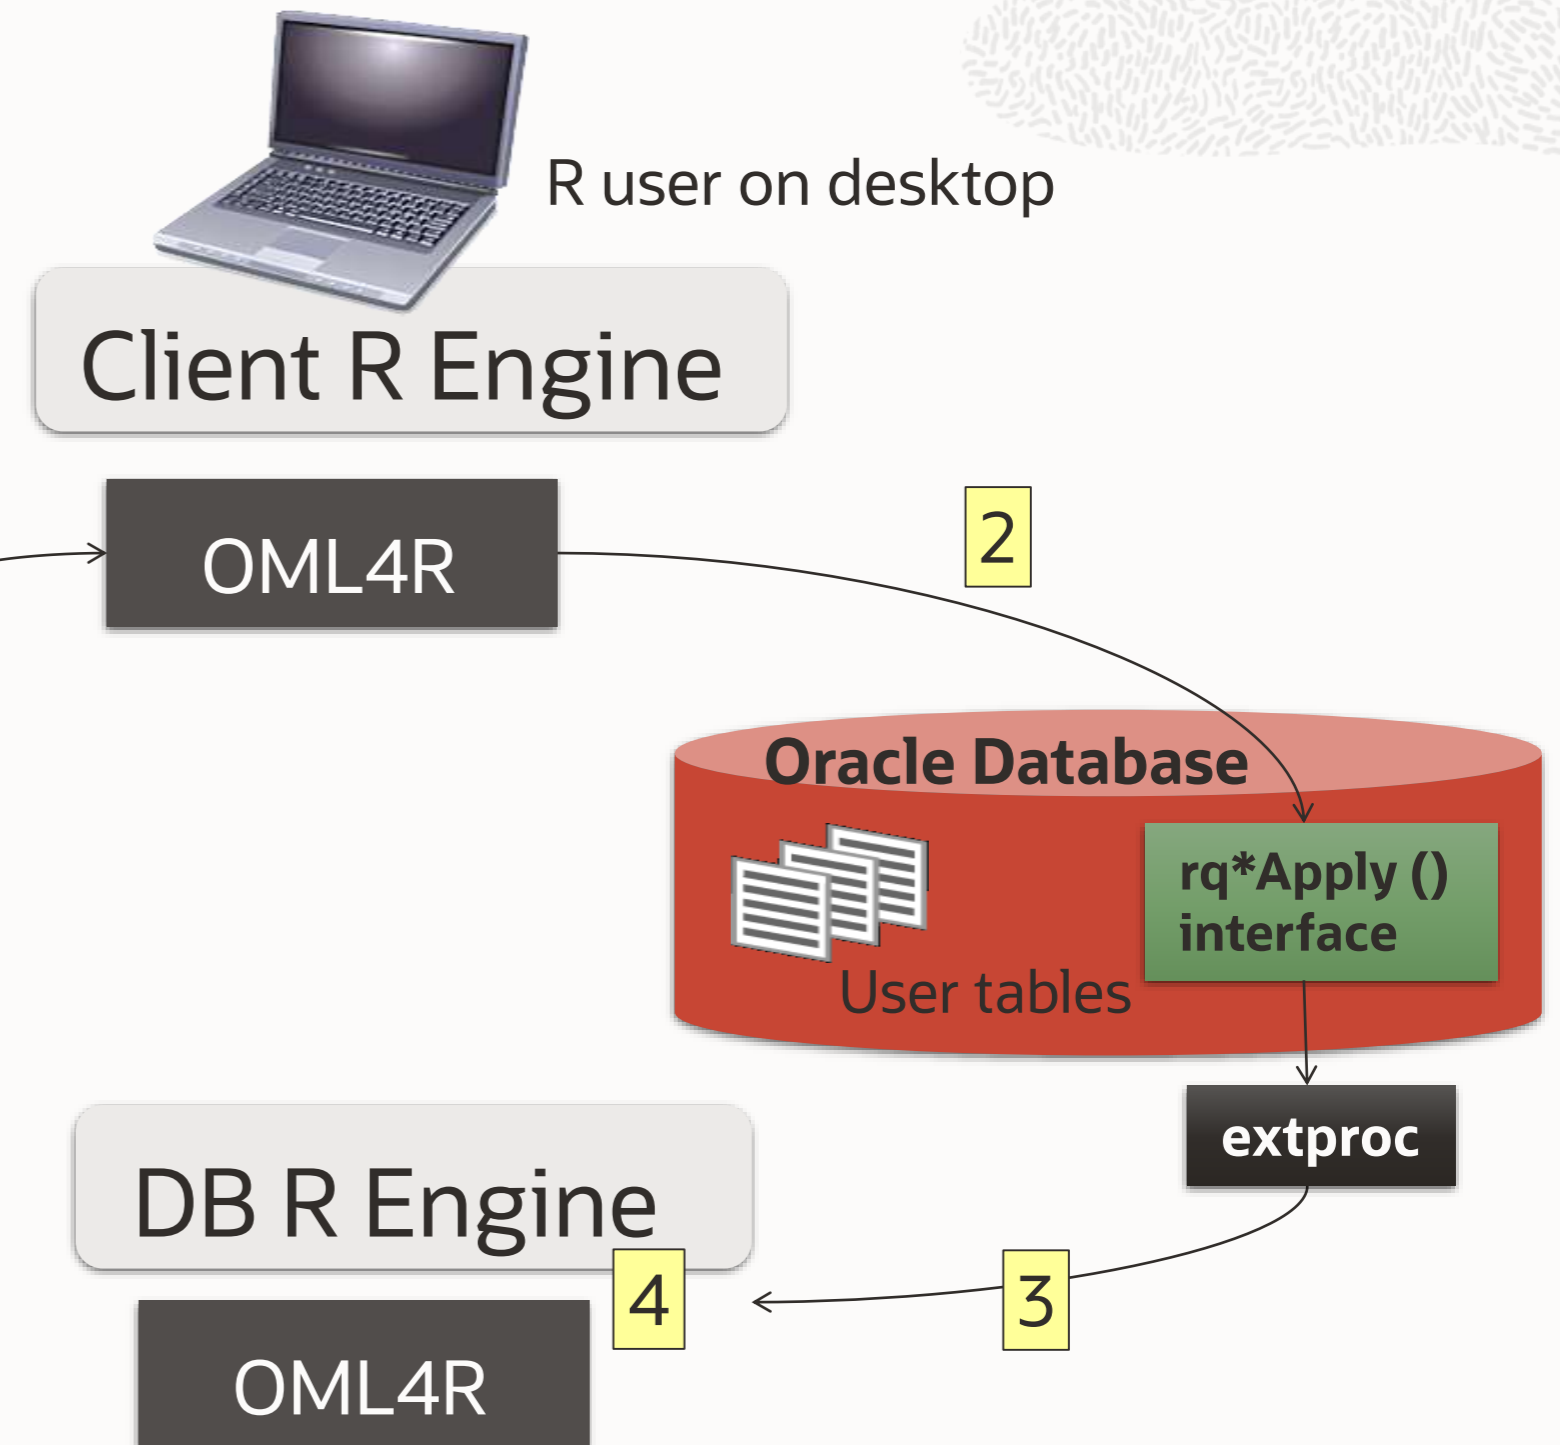 R user on desktop
Client R Engine
OML4R
2
Oracle Database
rq*Apply ()
interface
User tables
extproc
DB R Engine
4
3
OML4R